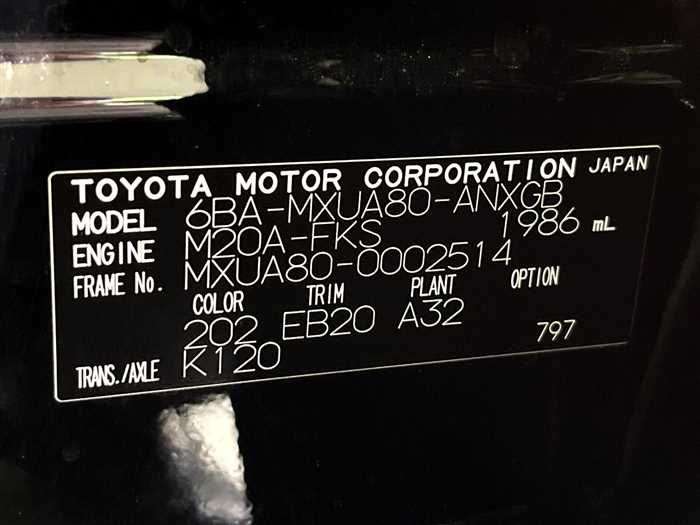 TOYOTA MOTOR CORPORATION JAPAN
MODEL 6BA-MXUA80-ANXGB
ENGINE M20A-FKS 1986 mL
FRAME No. MXUA80-0002514
COLOR TRIM PLANT OPTION
202 EB20 A32 797
TRANS./AXLE K120